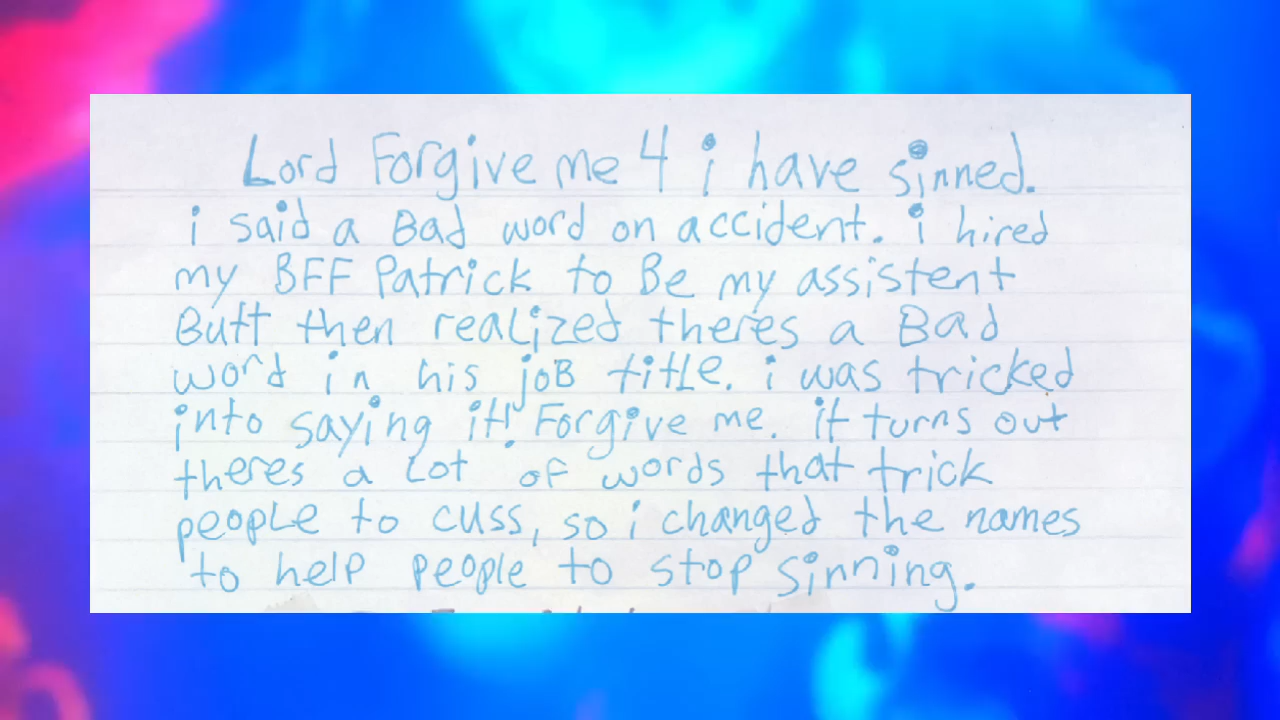 Lord Forgive me 4 i have sinned.
i said a Bad word on accident. i hired
my BFF Patrick to Be my assistent
Butt then realized theres a Bad
word in his joB title. i was tricked
into saying it! Forgive me. it turns out
theres a Lot of words that trick
people to cuss, so i changed the names
to help people to stop sinning.